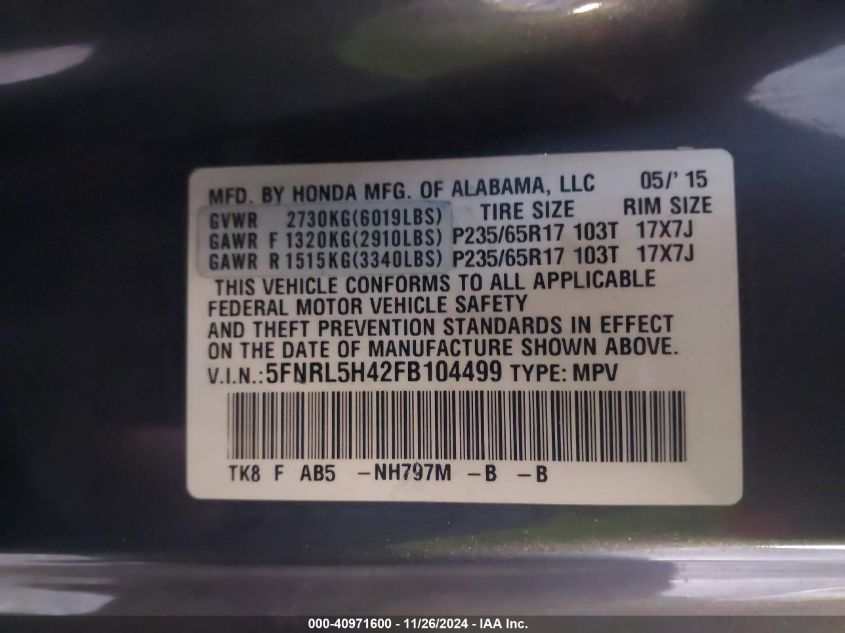 MFD. BY HONDA MFG. OF ALABAMA, LLC 05/' 15
GVWR 2730KG(6019LBS) TIRE SIZE RIM SIZE
GAWR F 1320KG(2910LBS) P235/65R17 103T 17X7J
GAWR R 1515KG(3340LBS) P235/65R17 103T 17X7J
THIS VEHICLE CONFORMS TO ALL APPLICABLE
FEDERAL MOTOR VEHICLE SAFETY
AND THEFT PREVENTION STANDARDS IN EFFECT
ON THE DATE OF MANUFACTURE SHOWN ABOVE.
V.I.N.: 5FNRL5H42FB104499 TYPE: MPV
TK8 F AB5 -NH797M -B -B
000-40971600 - 11/26/2024 - IAA Inc.